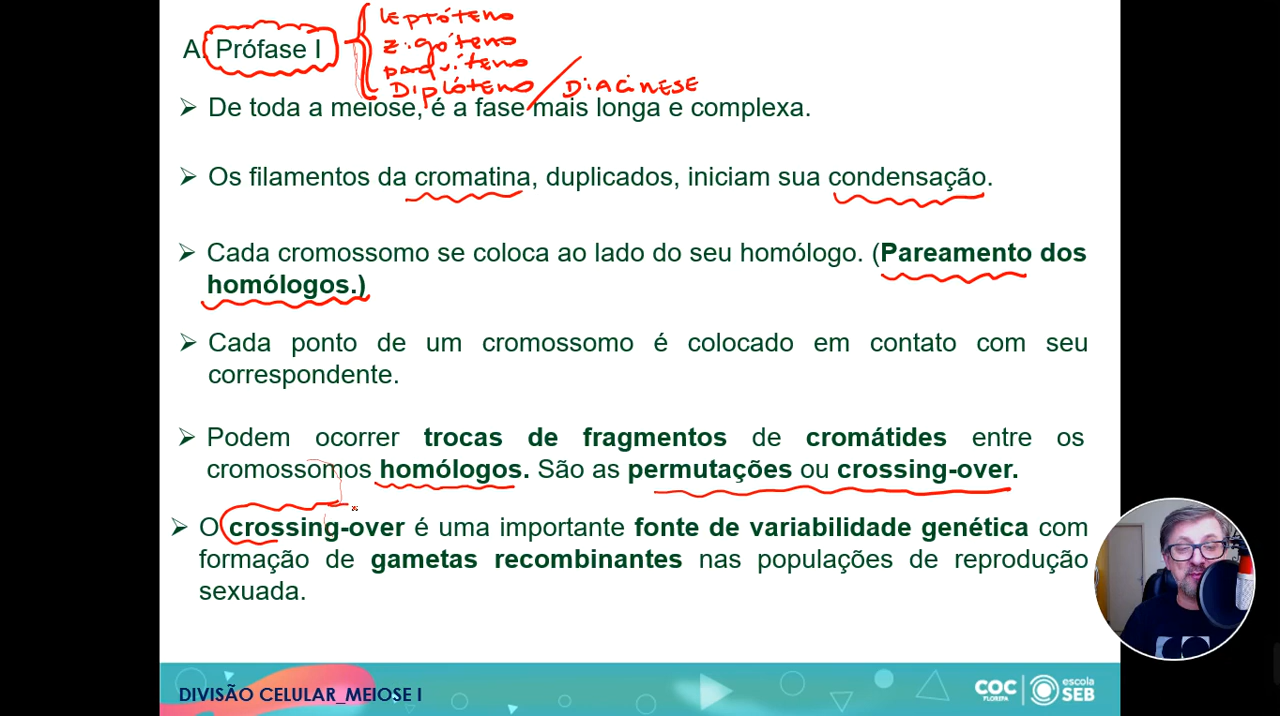 leptóteno
A. Prófase I
zigóteno
paquíteno
Diplóteno / DIACINESE
➤ De toda a meiose, é a fase mais longa e complexa.
➤ Os filamentos da cromatina, duplicados, iniciam sua condensação.
➤ Cada cromossomo se coloca ao lado do seu homólogo. (Pareamento dos
homólogos.)
➤ Cada ponto de um cromossomo é colocado em contato com seu
correspondente.
➤ Podem ocorrer trocas de fragmentos de cromátides entre os
cromossomos homólogos. São as permutações ou crossing-over.
➤ O crossing-over é uma importante fonte de variabilidade genética com
formação de gametas recombinantes nas populações de reprodução
sexuada.
DIVISÃO CELULAR_MEIOSE I
COC
FLORIPA
escola
SEB